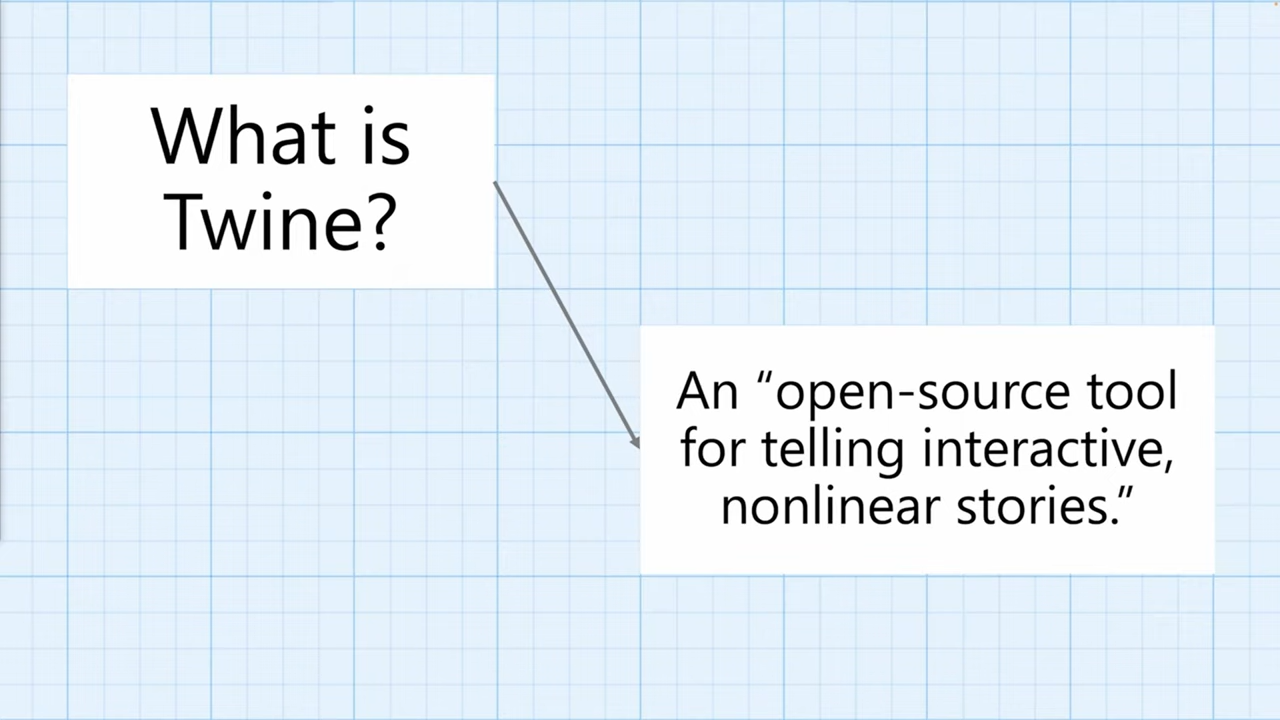 What is
Twine?
An “open-source tool
for telling interactive,
nonlinear stories.”